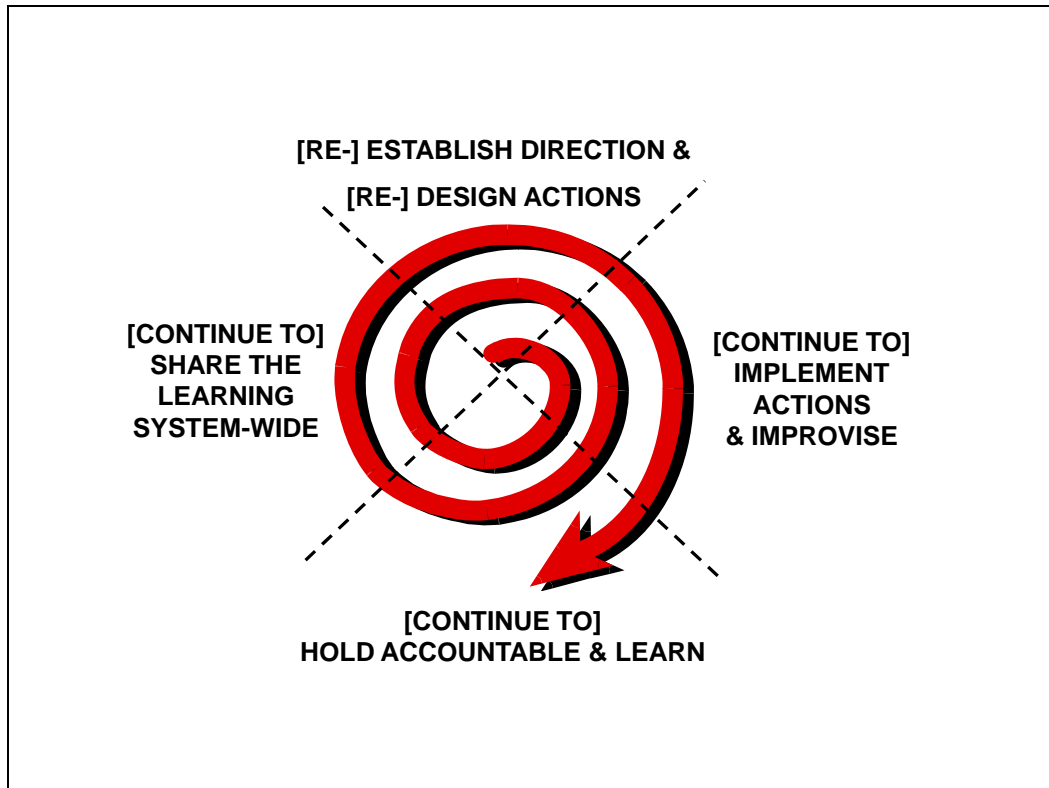 [RE-] ESTABLISH DIRECTION &
[RE-] DESIGN ACTIONS
[CONTINUE TO]
SHARE THE
LEARNING
SYSTEM-WIDE
[CONTINUE TO]
IMPLEMENT
ACTIONS
& IMPROVISE
[CONTINUE TO]
HOLD ACCOUNTABLE & LEARN